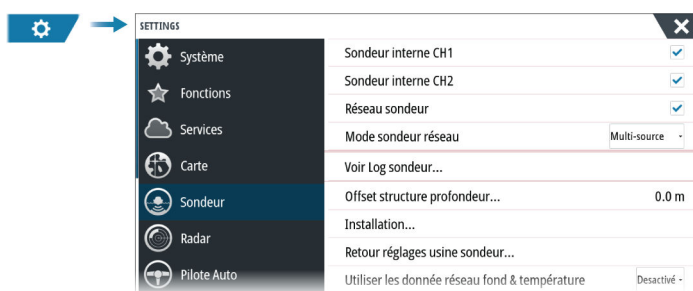 SETTINGS
Système
Fonctions
Services
Carte
Sondeur
Radar
Pilote Auto
Sondeur interne CH1
Sondeur interne CH2
Réseau sondeur
Mode sondeur réseau Multi-source
Voir Log sondeur...
Offset structure profondeur... 0.0 m
Installation...
Retour réglages usine sondeur...
Utiliser les donnée réseau fond & température Desactivé